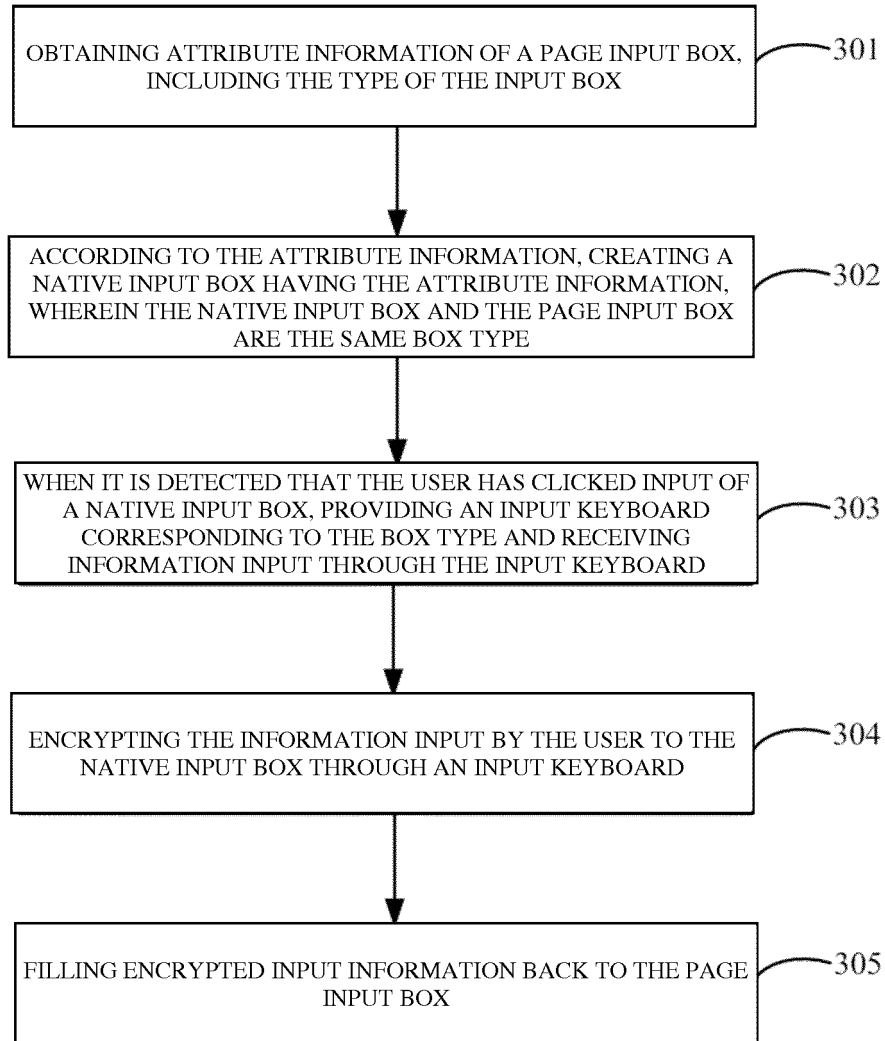 OBTAINING ATTRIBUTE INFORMATION OF A PAGE INPUT BOX,
INCLUDING THE TYPE OF THE INPUT BOX
301
ACCORDING TO THE ATTRIBUTE INFORMATION, CREATING A
NATIVE INPUT BOX HAVING THE ATTRIBUTE INFORMATION,
WHEREIN THE NATIVE INPUT BOX AND THE PAGE INPUT BOX
ARE THE SAME BOX TYPE
302
WHEN IT IS DETECTED THAT THE USER HAS CLICKED INPUT OF
A NATIVE INPUT BOX, PROVIDING AN INPUT KEYBOARD
CORRESPONDING TO THE BOX TYPE AND RECEIVING
INFORMATION INPUT THROUGH THE INPUT KEYBOARD
303
ENCRYPTING THE INFORMATION INPUT BY THE USER TO THE
NATIVE INPUT BOX THROUGH AN INPUT KEYBOARD
304
FILLING ENCRYPTED INPUT INFORMATION BACK TO THE PAGE
INPUT BOX
305